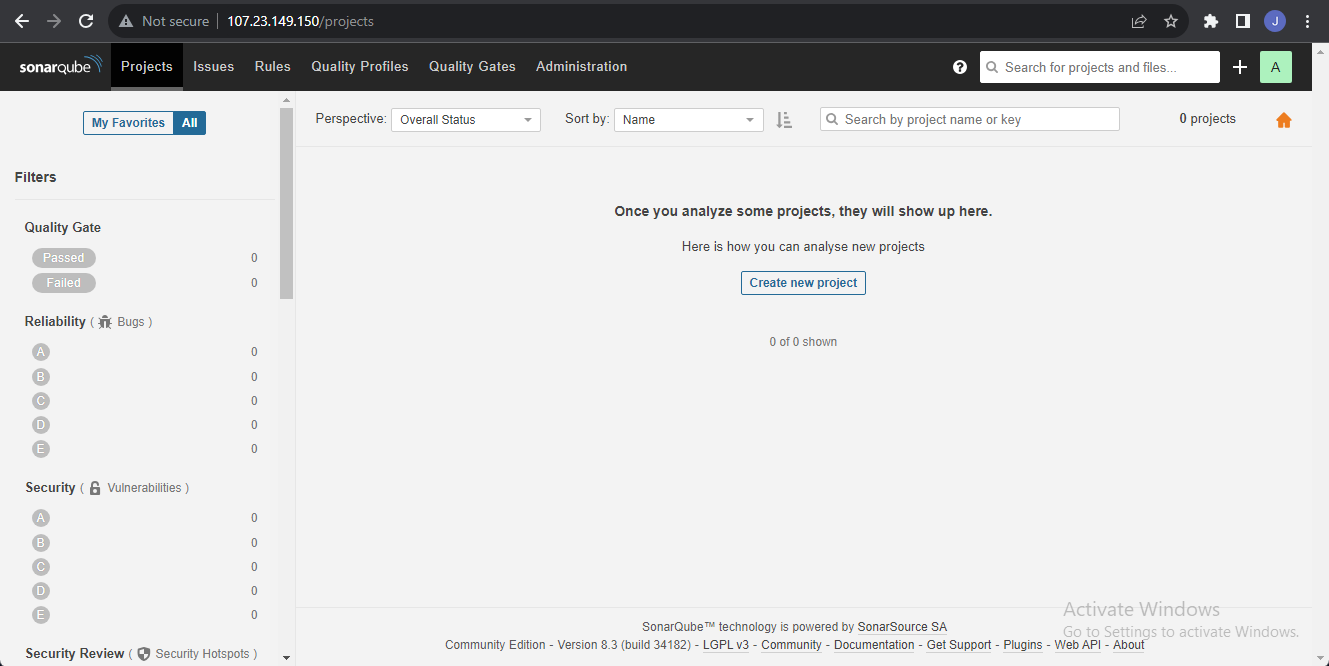 Not secure 107.23.149.150/projects
J
sonarqube Projects Issues Rules Quality Profiles Quality Gates Administration ? Search for projects and files... A
My Favorites All
Perspective: Overall Status Sort by: Name Search by project name or key 0 projects
Filters
Quality Gate
Passed 0
Failed 0
Reliability ( Bugs )
A 0
B 0
C 0
D 0
E 0
Security ( Vulnerabilities )
A 0
B 0
C 0
D 0
E 0
Security Review ( Security Hotspots )
Once you analyze some projects, they will show up here.
Here is how you can analyse new projects
Create new project
0 of 0 shown
Activate Windows
Go to Settings to activate Windows.
SonarQube™ technology is powered by SonarSource SA
Community Edition - Version 8.3 (build 34182) - LGPL v3 - Community - Documentation - Get Support - Plugins - Web API - About